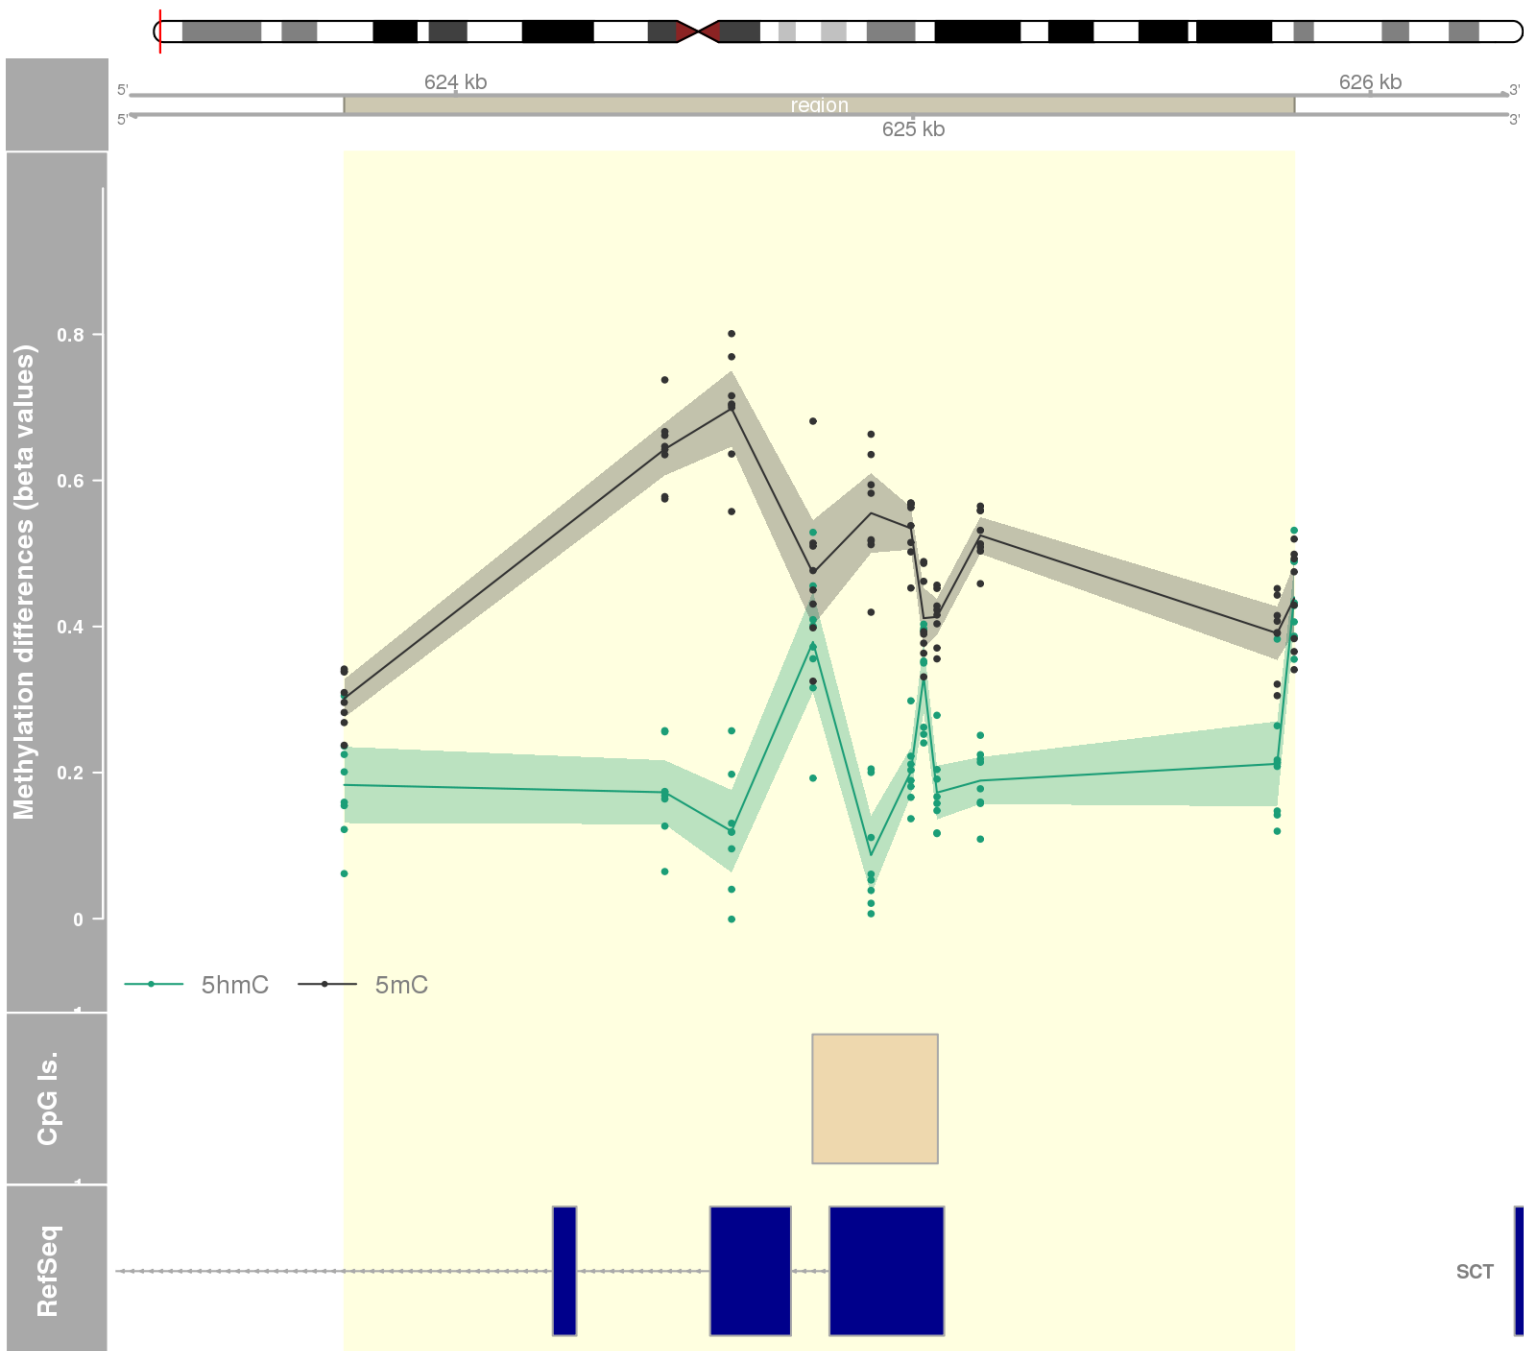 624 kb
626 kb
5'
3'
region
5'
3'
625 kb
Methylation differences (beta values)
0.8
0.6
0.4
0.2
0
5hmC
5mC
CpG Is.
RefSeq
SCT